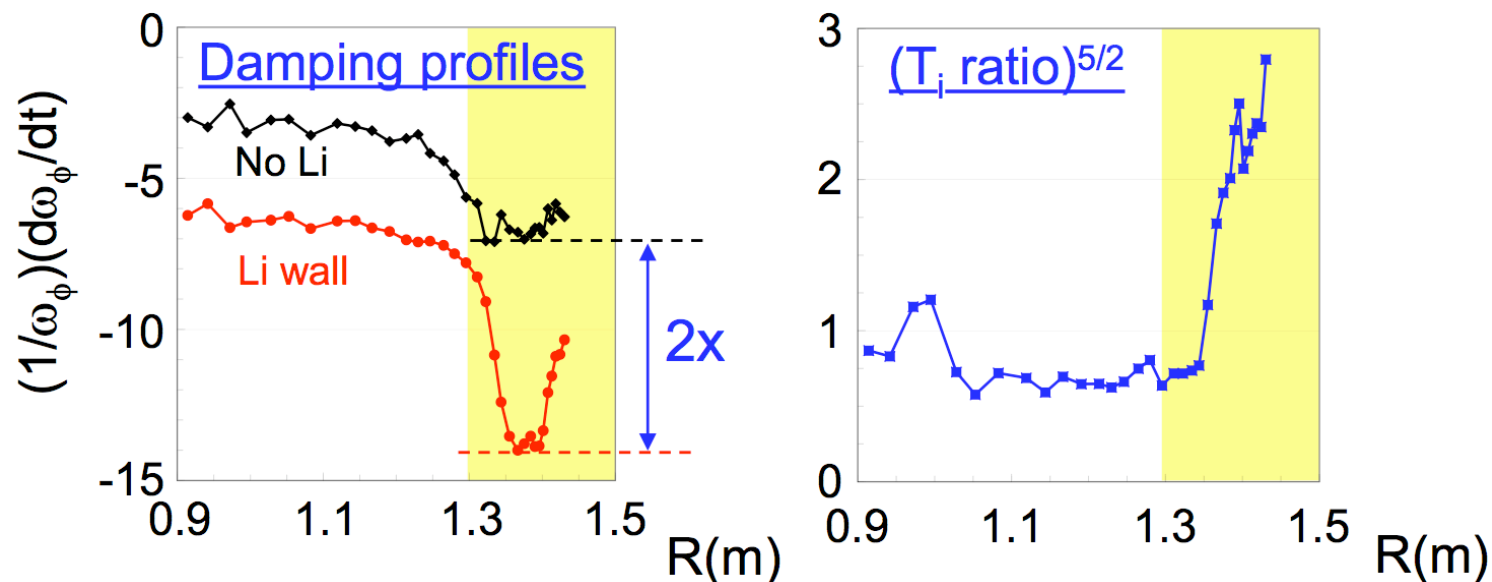 Damping profiles
(1/ωϕ)(dωϕ/dt)
0
-5
-10
-15
No Li
Li wall
2x
0.9
1.1
1.3
1.5
R(m)
(Ti ratio)5/2
3
2
1
0
0.9
1.1
1.3
1.5
R(m)